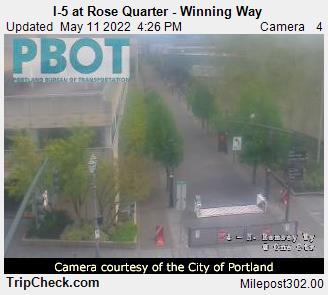 I-5 at Rose Quarter - Winning Way
Updated May 11 2022 4:26 PM Camera 4
PBOT
PORTLAND BUREAU OF TRANSPORTATION
Camera courtesy of the City of Portland
TripCheck.com Milepost302.00